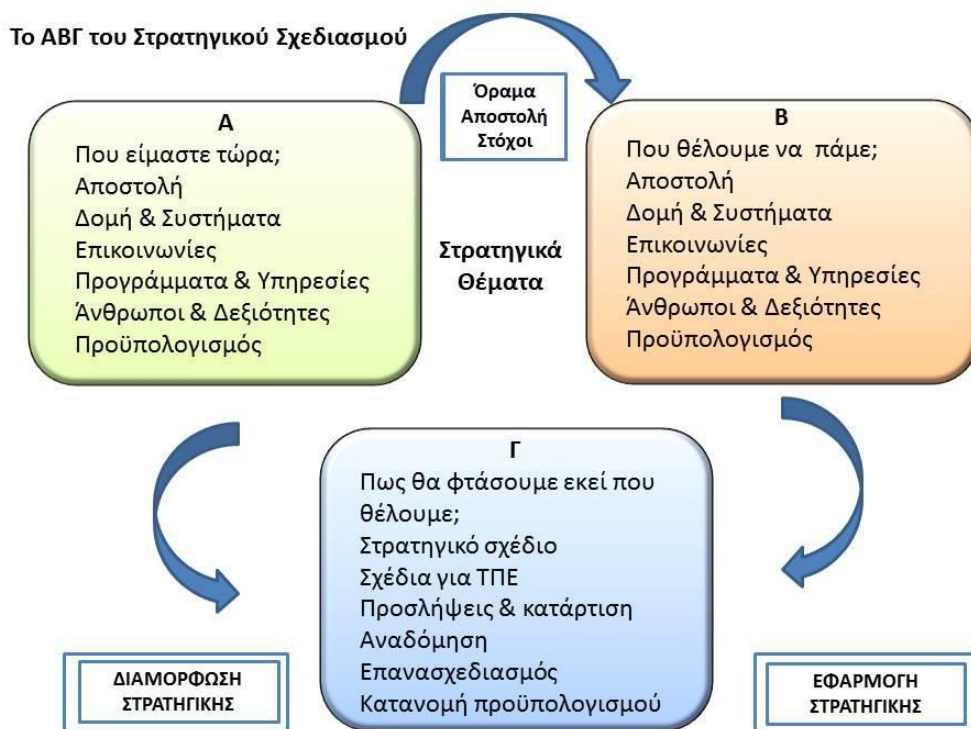 Το ΑΒΓ του Στρατηγικού Σχεδιασμού
Όραμα
Αποστολή
Στόχοι
Α
Που είμαστε τώρα;
Αποστολή
Δομή & Συστήματα
Επικοινωνίες
Προγράμματα & Υπηρεσίες
Άνθρωποι & Δεξιότητες
Προϋπολογισμός
Στρατηγικά
Θέματα
Β
Που θέλουμε να πάμε;
Αποστολή
Δομή & Συστήματα
Επικοινωνίες
Προγράμματα & Υπηρεσίες
Άνθρωποι & Δεξιότητες
Προϋπολογισμός
Γ
Πως θα φτάσουμε εκεί που
θέλουμε;
Στρατηγικό σχέδιο
Σχέδια για ΤΠΕ
Προσλήψεις & κατάρτιση
Αναδόμηση
Επανασχεδιασμός
Κατανομή προϋπολογισμού
ΔΙΑΜΟΡΦΩΣΗ
ΣΤΡΑΤΗΓΙΚΗΣ
ΕΦΑΡΜΟΓΗ
ΣΤΡΑΤΗΓΙΚΗΣ